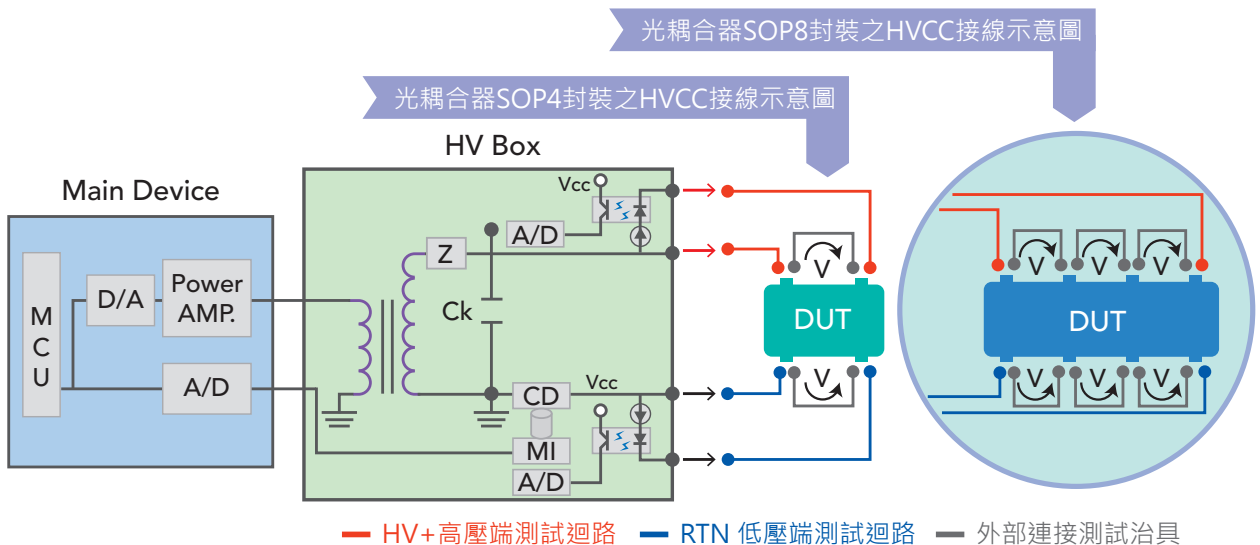 光耦合器SOP8封裝之HVCC接線示意圖
光耦合器SOP4封裝之HVCC接線示意圖
HV Box
Main Device
MCU
D/A
Power
AMP.
A/D
Z
Ck
Vcc
A/D
CD
MI
A/D
Vcc
V
DUT
V
V
V
V
DUT
V
V
V
HV+高壓端測試迴路
RTN 低壓端測試迴路
外部連接測試治具